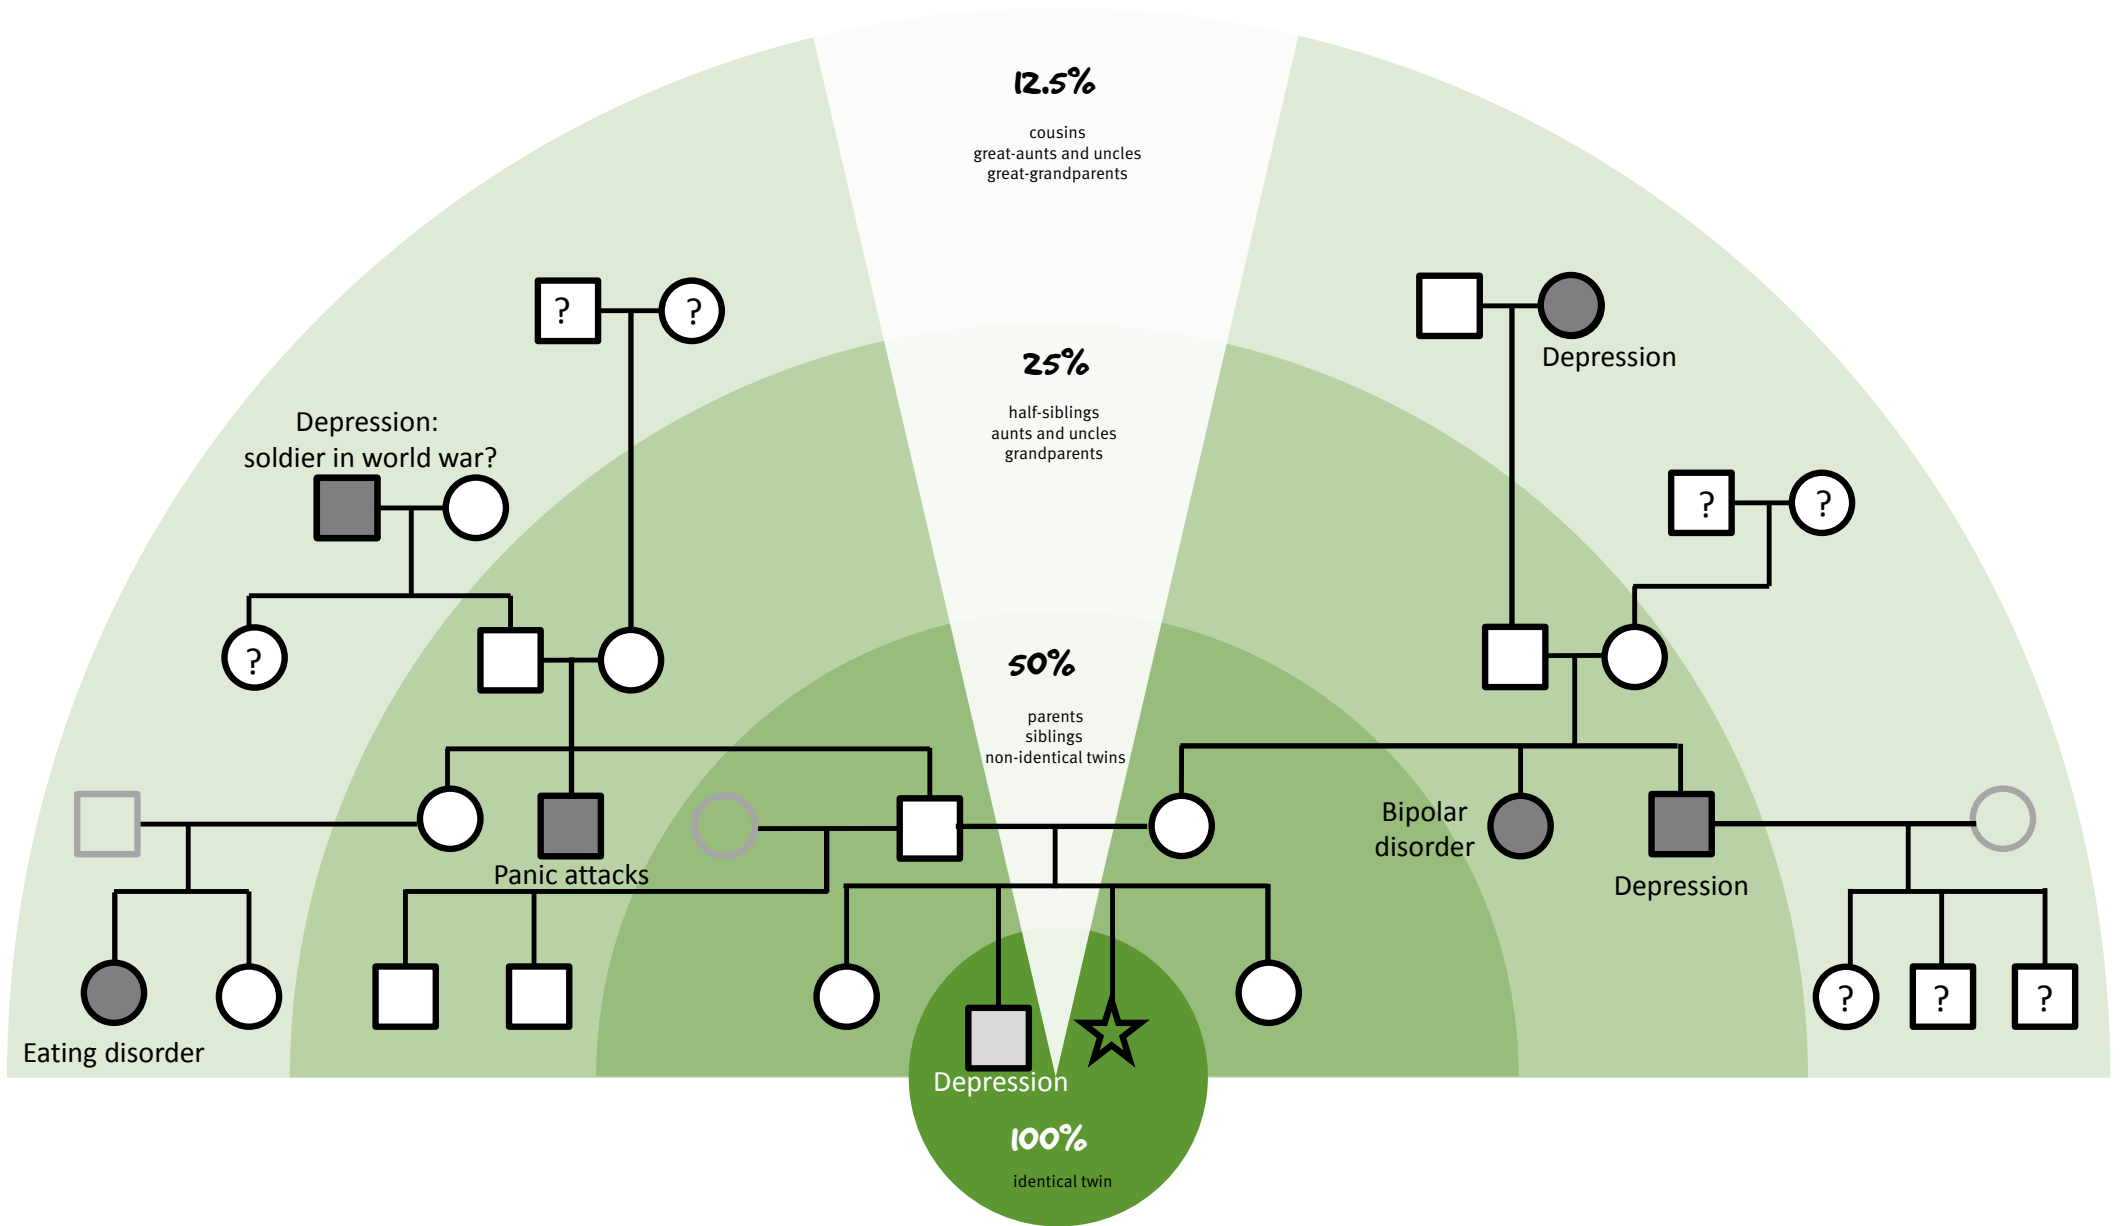 12.5%
cousins
great-aunts and uncles
great-grandparents
?
?
Depression
25%
half-siblings
aunts and uncles
grandparents
Depression:
soldier in world war?
?
?
?
50%
parents
siblings
non-identical twins
Panic attacks
Bipolar
disorder
Depression
?
?
?
Eating disorder
Depression
100%
identical twin